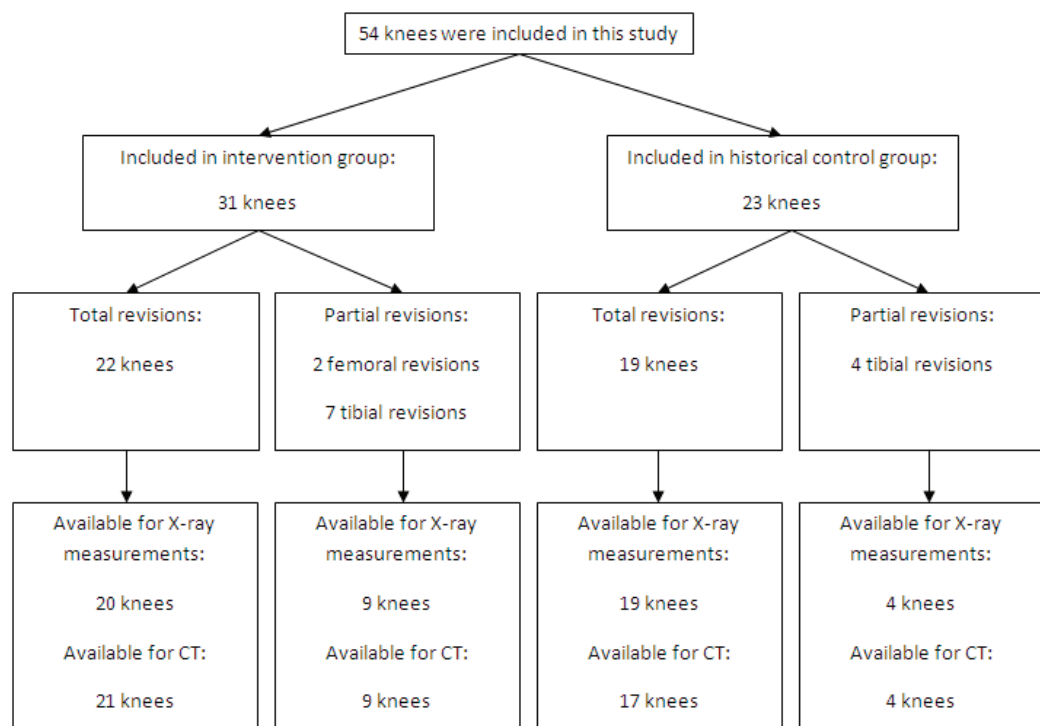 54 knees were included in this study
Included in intervention group:
31 knees
Included in historical control group:
23 knees
Total revisions:
22 knees
Partial revisions:
2 femoral revisions
7 tibial revisions
Total revisions:
19 knees
Partial revisions:
4 tibial revisions
Available for X-ray
measurements:
20 knees
Available for CT:
21 knees
Available for X-ray
measurements:
9 knees
Available for CT:
9 knees
Available for X-ray
measurements:
19 knees
Available for CT:
17 knees
Available for X-ray
measurements:
4 knees
Available for CT:
4 knees